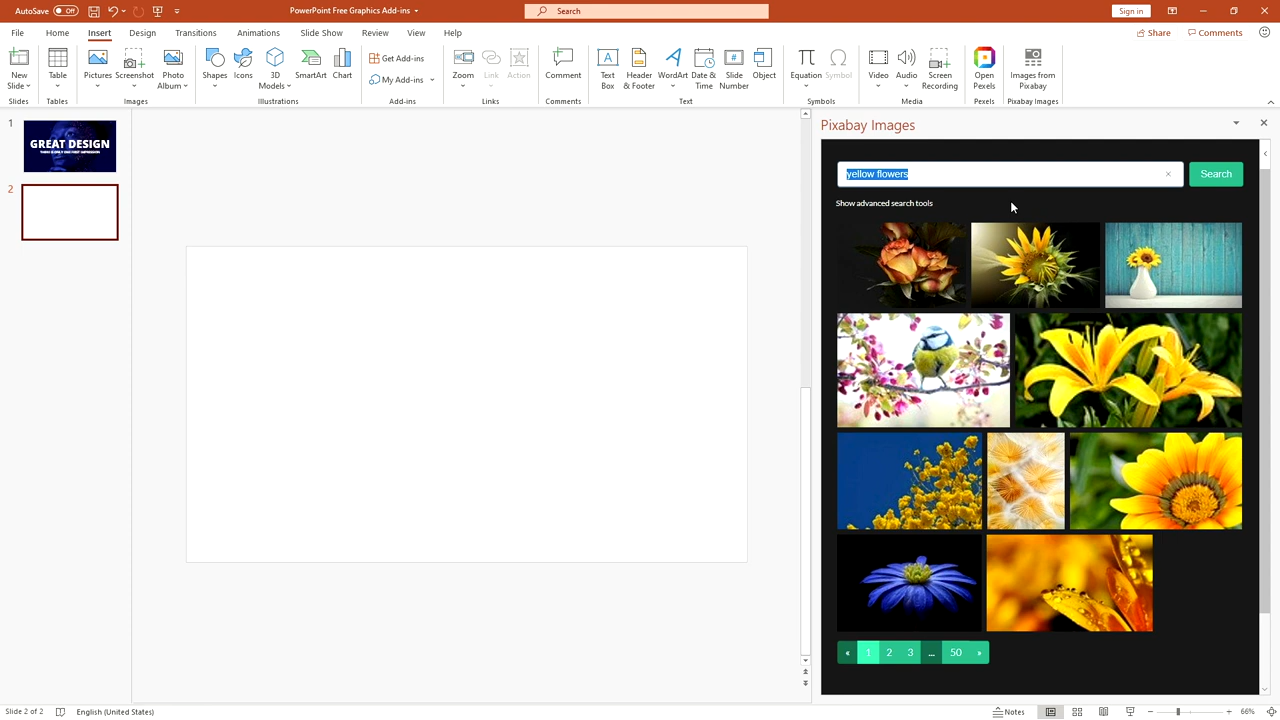 AutoSave Off
PowerPoint Free Graphics Add-ins
Search
Sign in
File Home Insert Design Transitions Animations Slide Show Review View Help
Share Comments
New Slide
Table
Pictures
Screenshot
Photo Album
Shapes
Icons
3D Models
SmartArt
Chart
Get Add-ins
My Add-ins
Zoom
Link
Action
Comment
Text Box
Header & Footer
WordArt
Date & Time
Slide Number
Object
Equation
Symbol
Video
Audio
Screen Recording
Open Pexels
Images from Pixabay
Slides Tables Images Illustrations Add-ins Links Comments Text Symbols Media Pexels Pixabay Images
1
GREAT DESIGN
2
Pixabay Images
yellow flowers
Search
Show advanced search tools
« 1 2 3 ... 50 »
Slide 2 of 2
English (United States)
Notes
66%